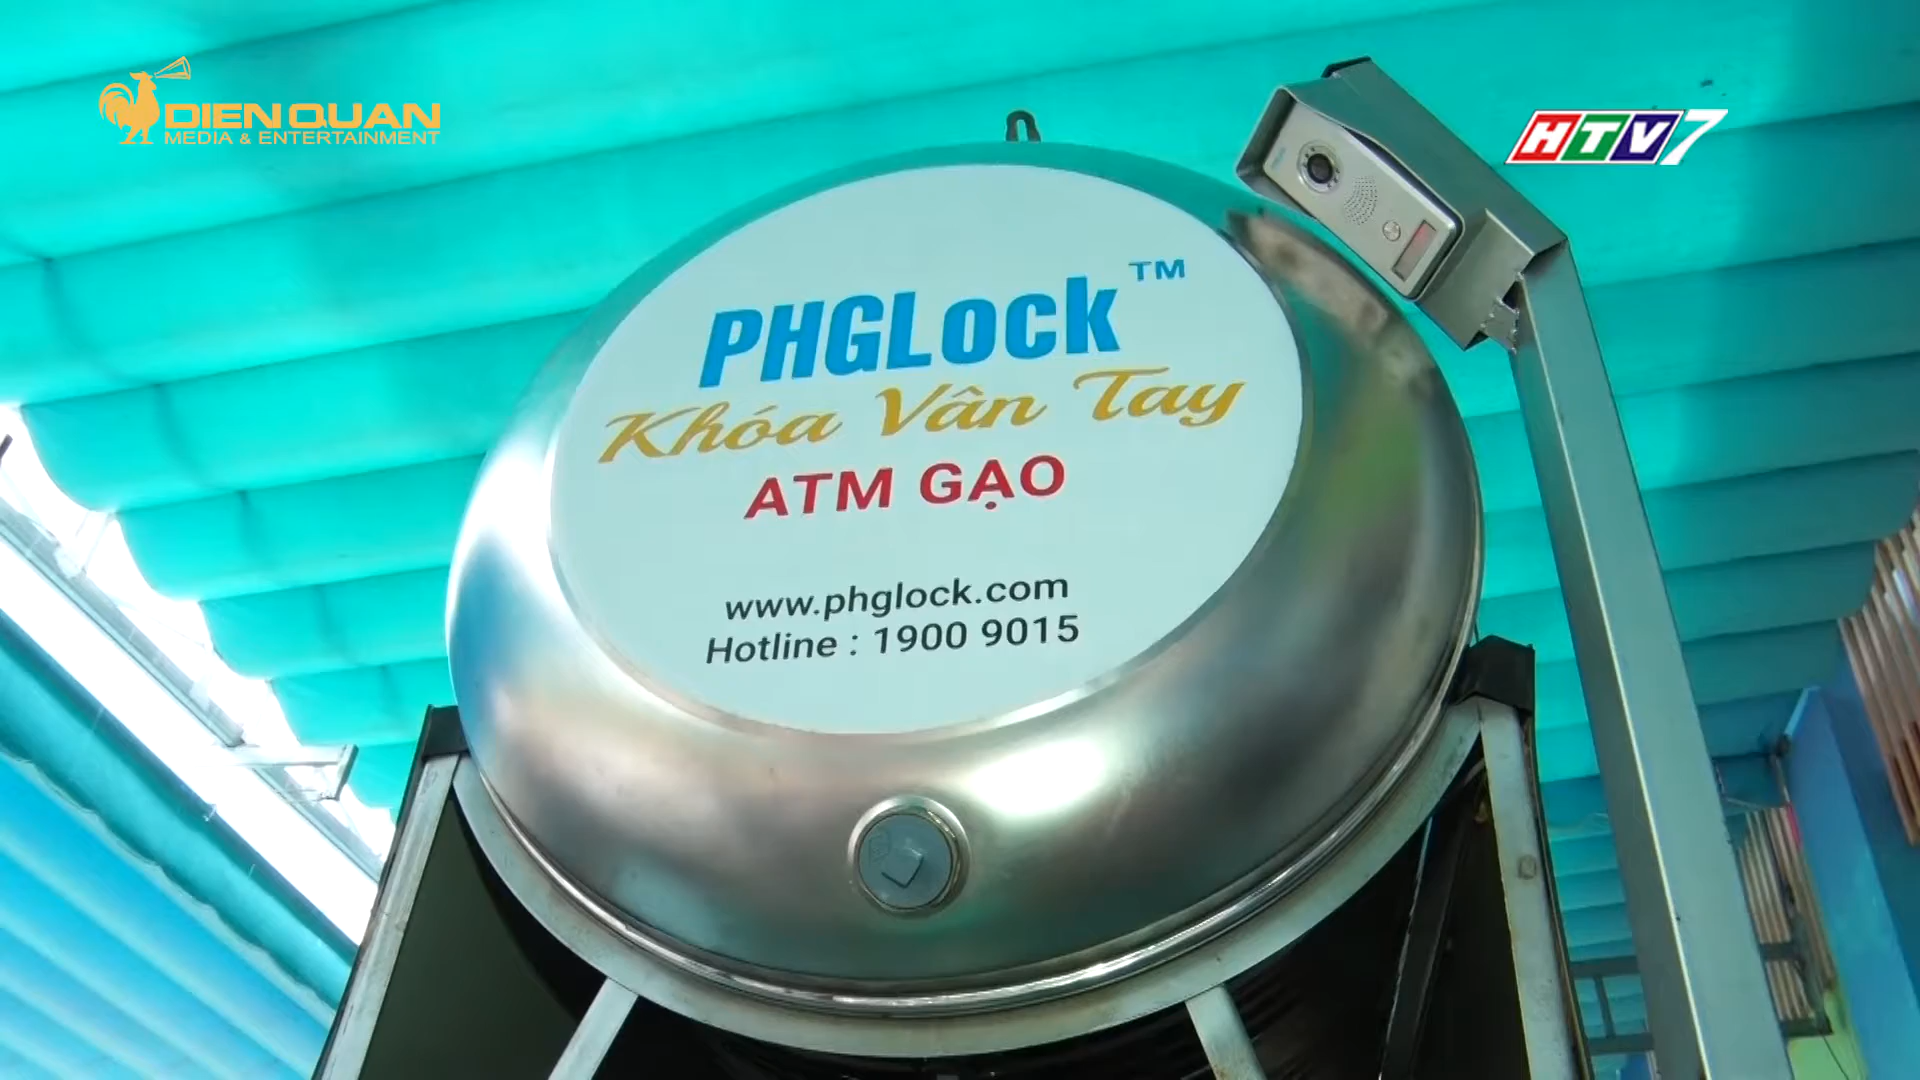 DIEN QUAN
MEDIA & ENTERTAINMENT
HTV7
PHGLock™
Khóa Vân Tay
ATM GẠO
www.phglock.com
Hotline : 1900 9015